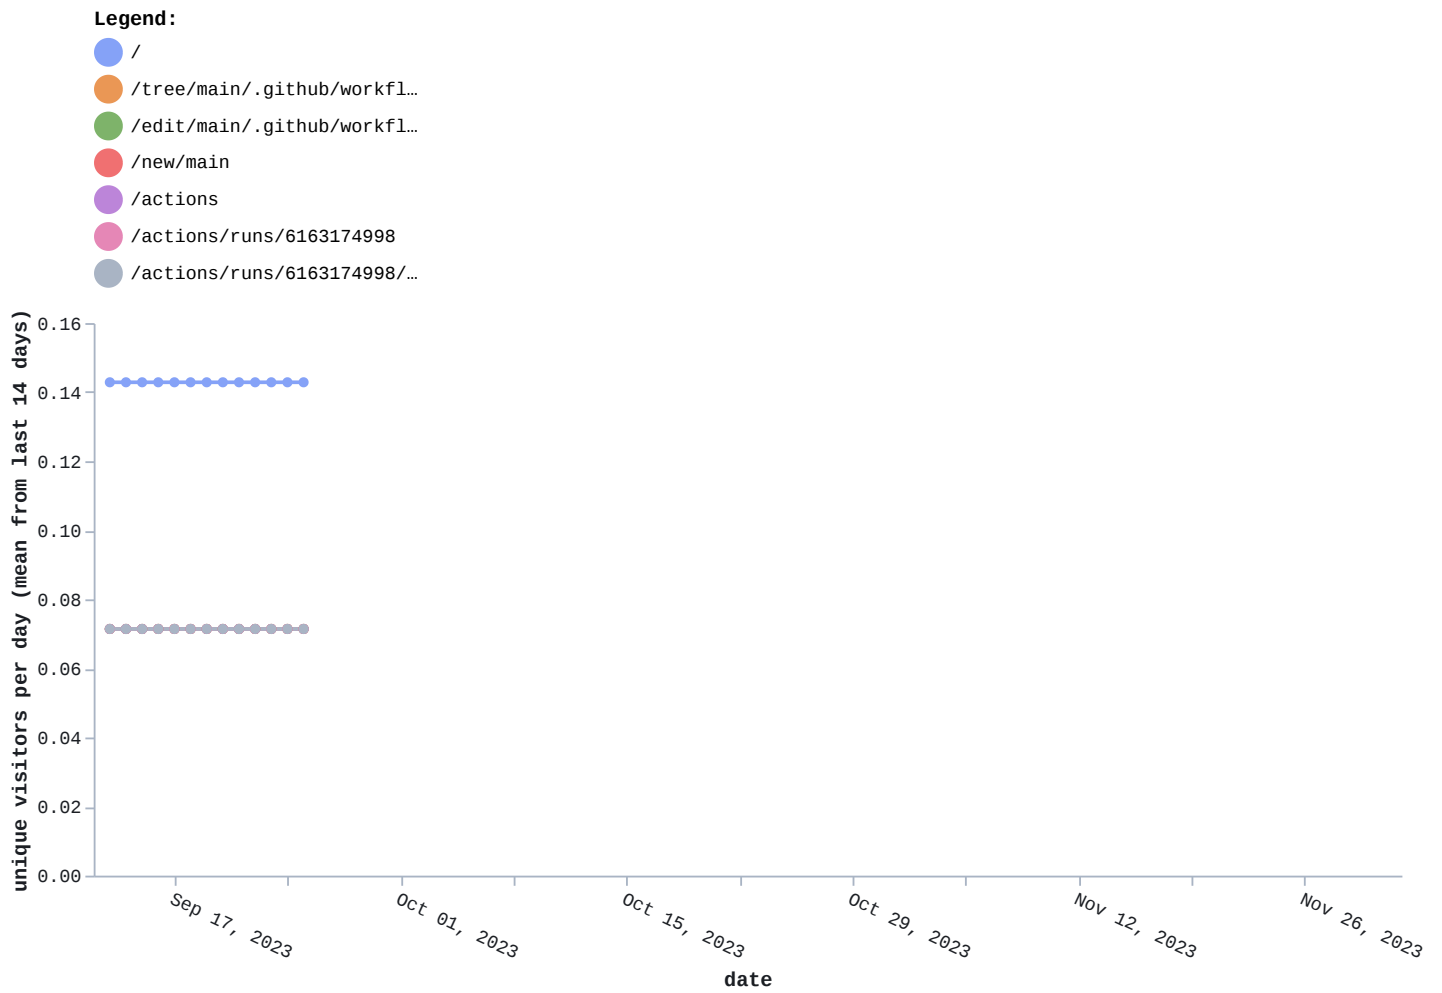 Legend:
/
/tree/main/.github/workfl…
/edit/main/.github/workfl…
/new/main
/actions
/actions/runs/6163174998
/actions/runs/6163174998/…
unique visitors per day (mean from last 14 days)
0.16
0.14
0.12
0.10
0.08
0.06
0.04
0.02
0.00
Sep 17, 2023
Oct 01, 2023
Oct 15, 2023
Oct 29, 2023
Nov 12, 2023
Nov 26, 2023
date